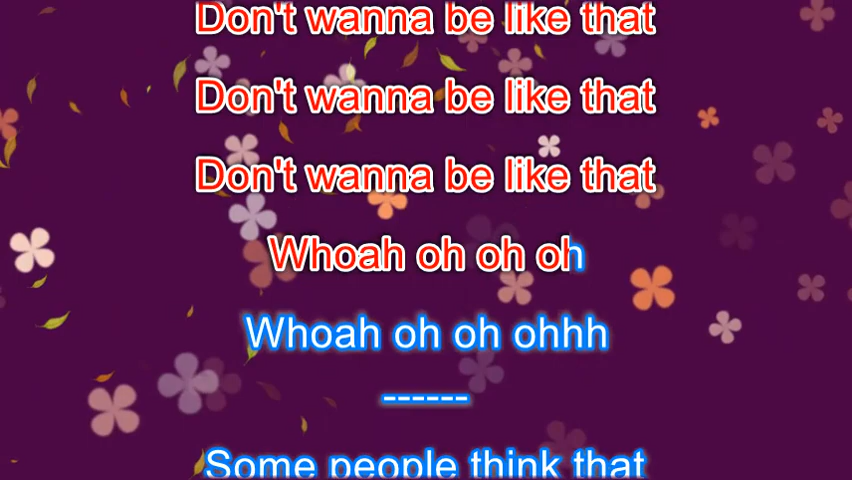 Don't wanna be like that
Don't wanna be like that
Don't wanna be like that
Whoah oh oh oh
Whoah oh oh ohhh
------
Some people think that